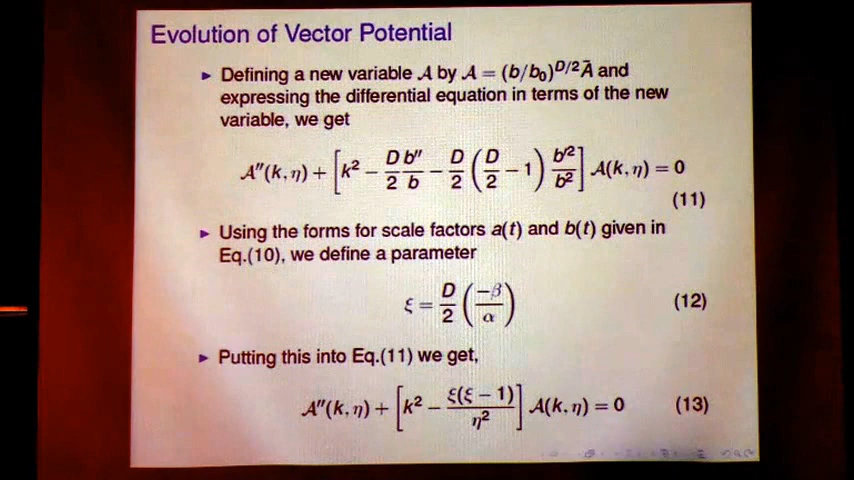 Evolution of Vector Potential
▸ Defining a new variable 𝒜 by 𝒜 = (b/b₀)^{D/2} Ā and
expressing the differential equation in terms of the new
variable, we get
𝒜″(k, η) + [k² − D/2 b″/b − D/2 (D/2 − 1) b′²/b²] 𝒜(k, η) = 0
(11)
▸ Using the forms for scale factors a(t) and b(t) given in
Eq.(10), we define a parameter
ξ = D/2 (−β/α) (12)
▸ Putting this into Eq.(11) we get,
𝒜″(k, η) + [k² − ξ(ξ − 1)/η²] 𝒜(k, η) = 0 (13)